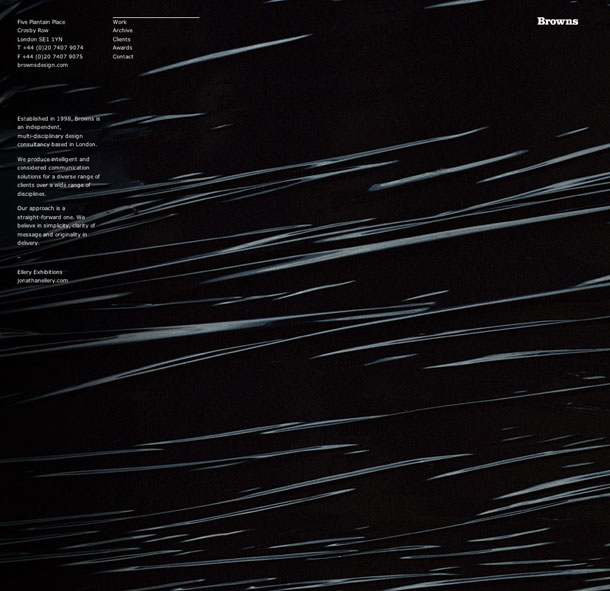 Five Plantain Place
Crosby Row
London SE1 1YN
T +44 (0)20 7407 9074
F +44 (0)20 7407 9075
brownsdesign.com
Work
Archive
Clients
Awards
Contact
Browns
Established in 1998, Browns is
an independent,
multi-disciplinary design
consultancy based in London.
We produce intelligent and
considered communication
solutions for a diverse range of
clients over a wide range of
disciplines.
Our approach is a
straight-forward one. We
believe in simplicity, clarity of
message and originality in
delivery.
–
Ellery Exhibitions
jonathanellery.com